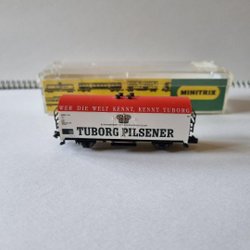 MINITRIX
WER DIE WELT KENNT, KENNT TUBORG
TUBORG PILSENER